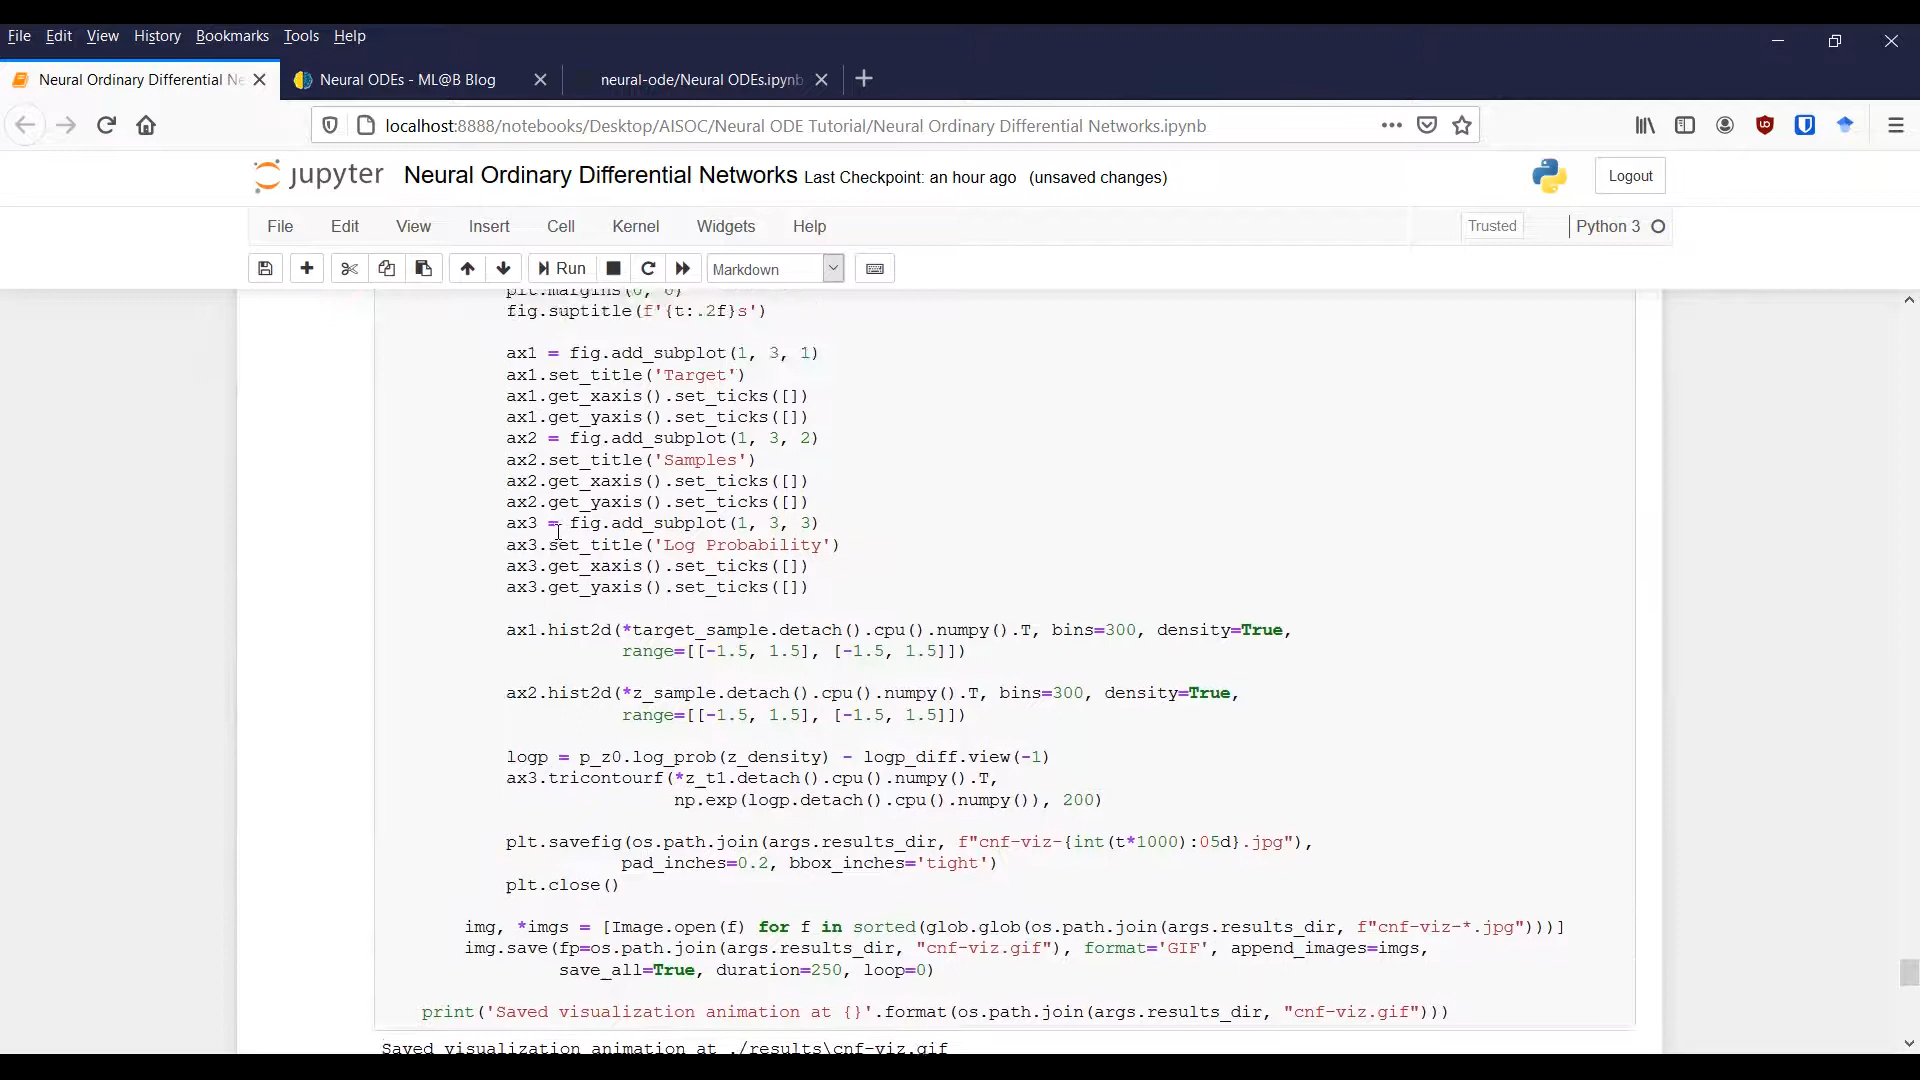 File Edit View History Bookmarks Tools Help
Neural Ordinary Differential Ne
Neural ODEs - ML@B Blog
neural-ode/Neural ODEs.ipynb
localhost:8888/notebooks/Desktop/AISOC/Neural ODE Tutorial/Neural Ordinary Differential Networks.ipynb
jupyter Neural Ordinary Differential Networks Last Checkpoint: an hour ago (unsaved changes)
Logout
File Edit View Insert Cell Kernel Widgets Help
Trusted
Python 3
Run
Markdown
plt.margins(0, 0)
fig.suptitle(f'{t:.2f}s')
ax1 = fig.add_subplot(1, 3, 1)
ax1.set_title('Target')
ax1.get_xaxis().set_ticks([])
ax1.get_yaxis().set_ticks([])
ax2 = fig.add_subplot(1, 3, 2)
ax2.set_title('Samples')
ax2.get_xaxis().set_ticks([])
ax2.get_yaxis().set_ticks([])
ax3 = fig.add_subplot(1, 3, 3)
ax3.set_title('Log Probability')
ax3.get_xaxis().set_ticks([])
ax3.get_yaxis().set_ticks([])
ax1.hist2d(*target_sample.detach().cpu().numpy().T, bins=300, density=True,
range=[[-1.5, 1.5], [-1.5, 1.5]])
ax2.hist2d(*z_sample.detach().cpu().numpy().T, bins=300, density=True,
range=[[-1.5, 1.5], [-1.5, 1.5]])
logp = p_z0.log_prob(z_density) - logp_diff.view(-1)
ax3.tricontourf(*z_t1.detach().cpu().numpy().T,
np.exp(logp.detach().cpu().numpy()), 200)
plt.savefig(os.path.join(args.results_dir, f"cnf-viz-{int(t*1000):05d}.jpg"),
pad_inches=0.2, bbox_inches='tight')
plt.close()
img, *imgs = [Image.open(f) for f in sorted(glob.glob(os.path.join(args.results_dir, f"cnf-viz-*.jpg")))]
img.save(fp=os.path.join(args.results_dir, "cnf-viz.gif"), format='GIF', append_images=imgs,
save_all=True, duration=250, loop=0)
print('Saved visualization animation at {}'.format(os.path.join(args.results_dir, "cnf-viz.gif")))
Saved visualization animation at ./results\cnf-viz.gif